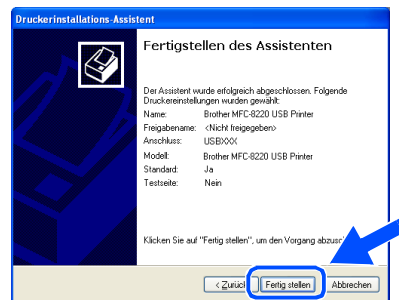 Druckerinstallations-Assistent
Fertigstellen des Assistenten
Der Assistent wurde erfolgreich abgeschlossen. Folgende
Druckereinstellungen wurden gewählt:
Name: Brother MFC-8220 USB Printer
Freigabename: <Nicht freigegeben>
Anschluss: USBXXX
Modell: Brother MFC-8220 USB Printer
Standard: Ja
Testseite: Nein
Klicken Sie auf "Fertig stellen", um den Vorgang
< Zurück Fertig stellen Abbrechen